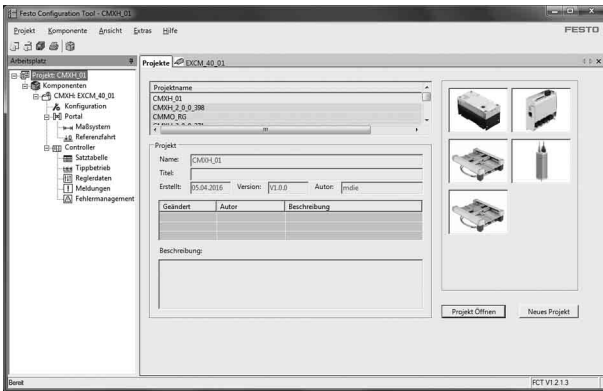 Festo Configuration Tool - CMXH_01
Projekt Komponente Ansicht Extras Hilfe
FESTO
Arbeitsplatz
Projekte EXCM_40_01
Projekt: CMXH_01
Komponenten
CMXH: EXCM_40_01
Konfiguration
Portal
Maßsystem
Referenzfahrt
Controller
Satztabelle
Tippbetrieb
Reglerdaten
Meldungen
Fehlermanagement
Projektname
CMXH_01
CMXH_2_0_0_398
CMMO_RG
Projekt
Name: CMXH_01
Titel:
Erstellt: 05.04.2016 Version: V1.0.0 Autor: mdie
Geändert Autor Beschreibung
Beschreibung:
Projekt Öffnen Neues Projekt
Bereit
FCT V1.2.1.3